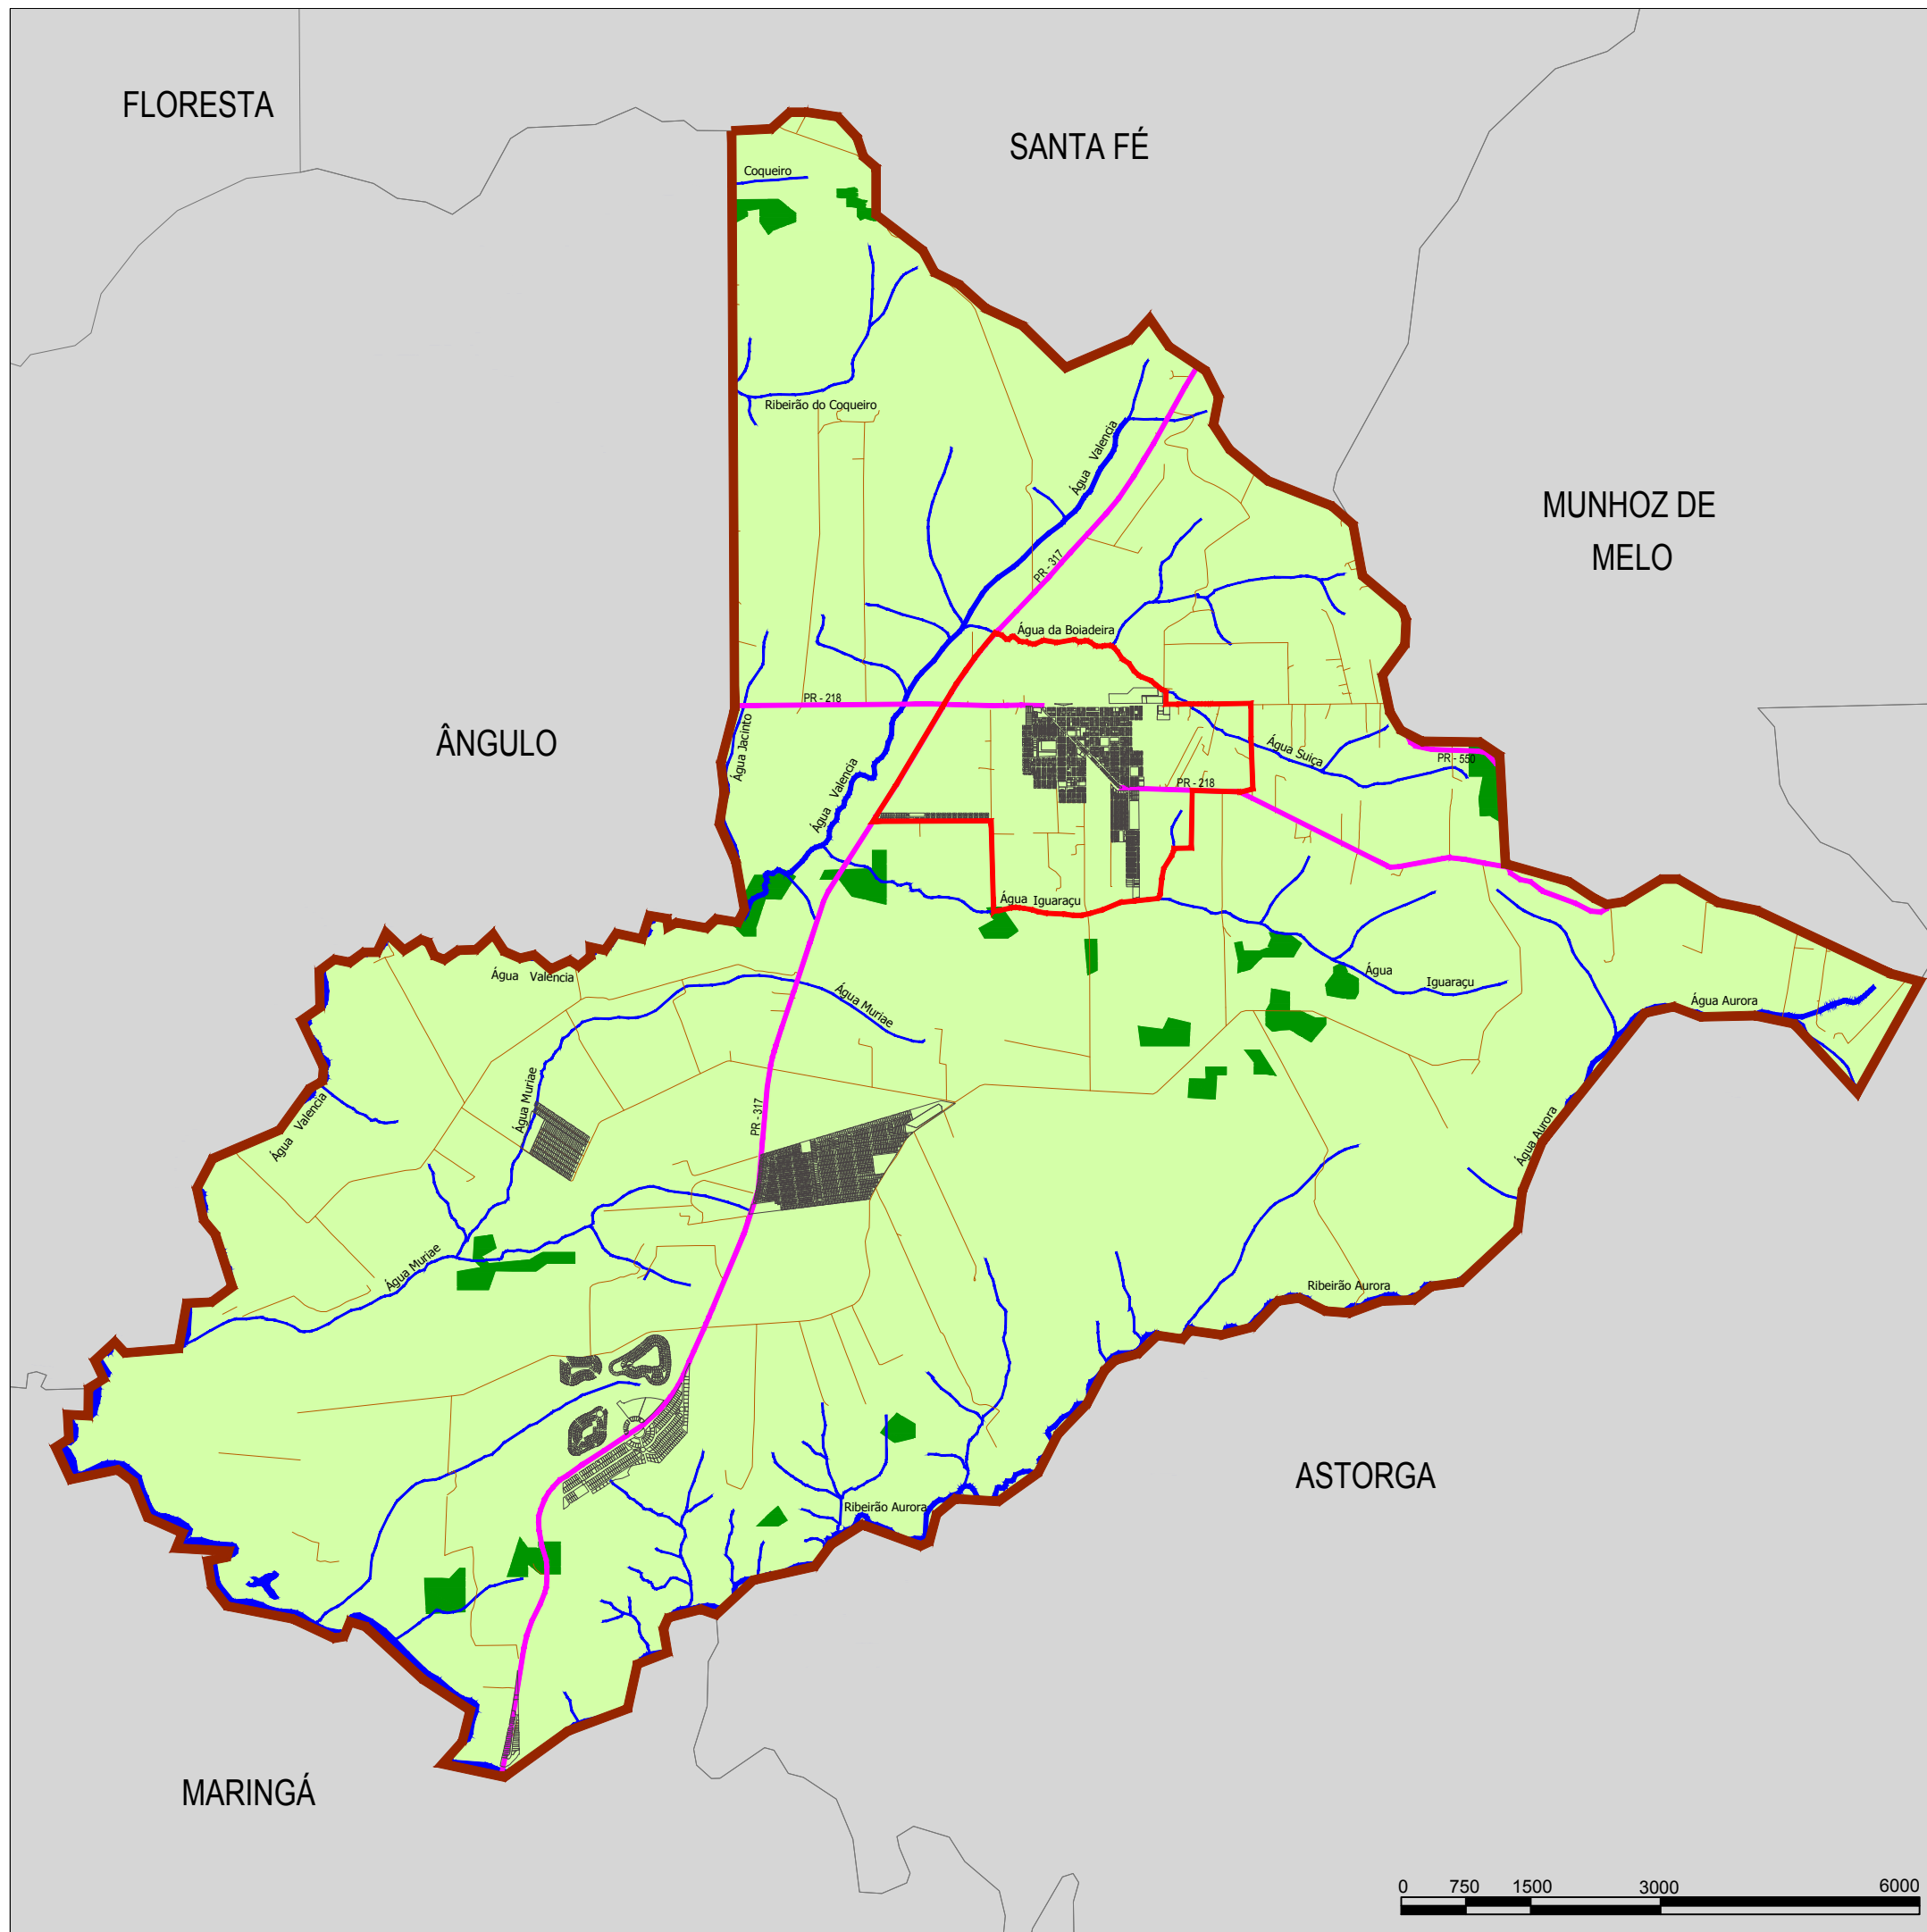 FLORESTA
SANTA FÉ
Coqueiro
Ribeirão do Coqueiro
Água Valencia
MUNHOZ DE
MELO
PR - 317
Água da Boiadeira
PR - 218
ÂNGULO
Água Jacinto
Água Suiça
PR - 550
Água Valencia
PR - 218
Água Iguaraçu
Água Valencia
Água Iguaraçu
Água Muriae
Água Aurora
Água Muriae
PR - 317
Água Valencia
Água Aurora
Água Muriae
Ribeirão Aurora
ASTORGA
Ribeirão Aurora
MARINGÁ
0 750 1500 3000 6000